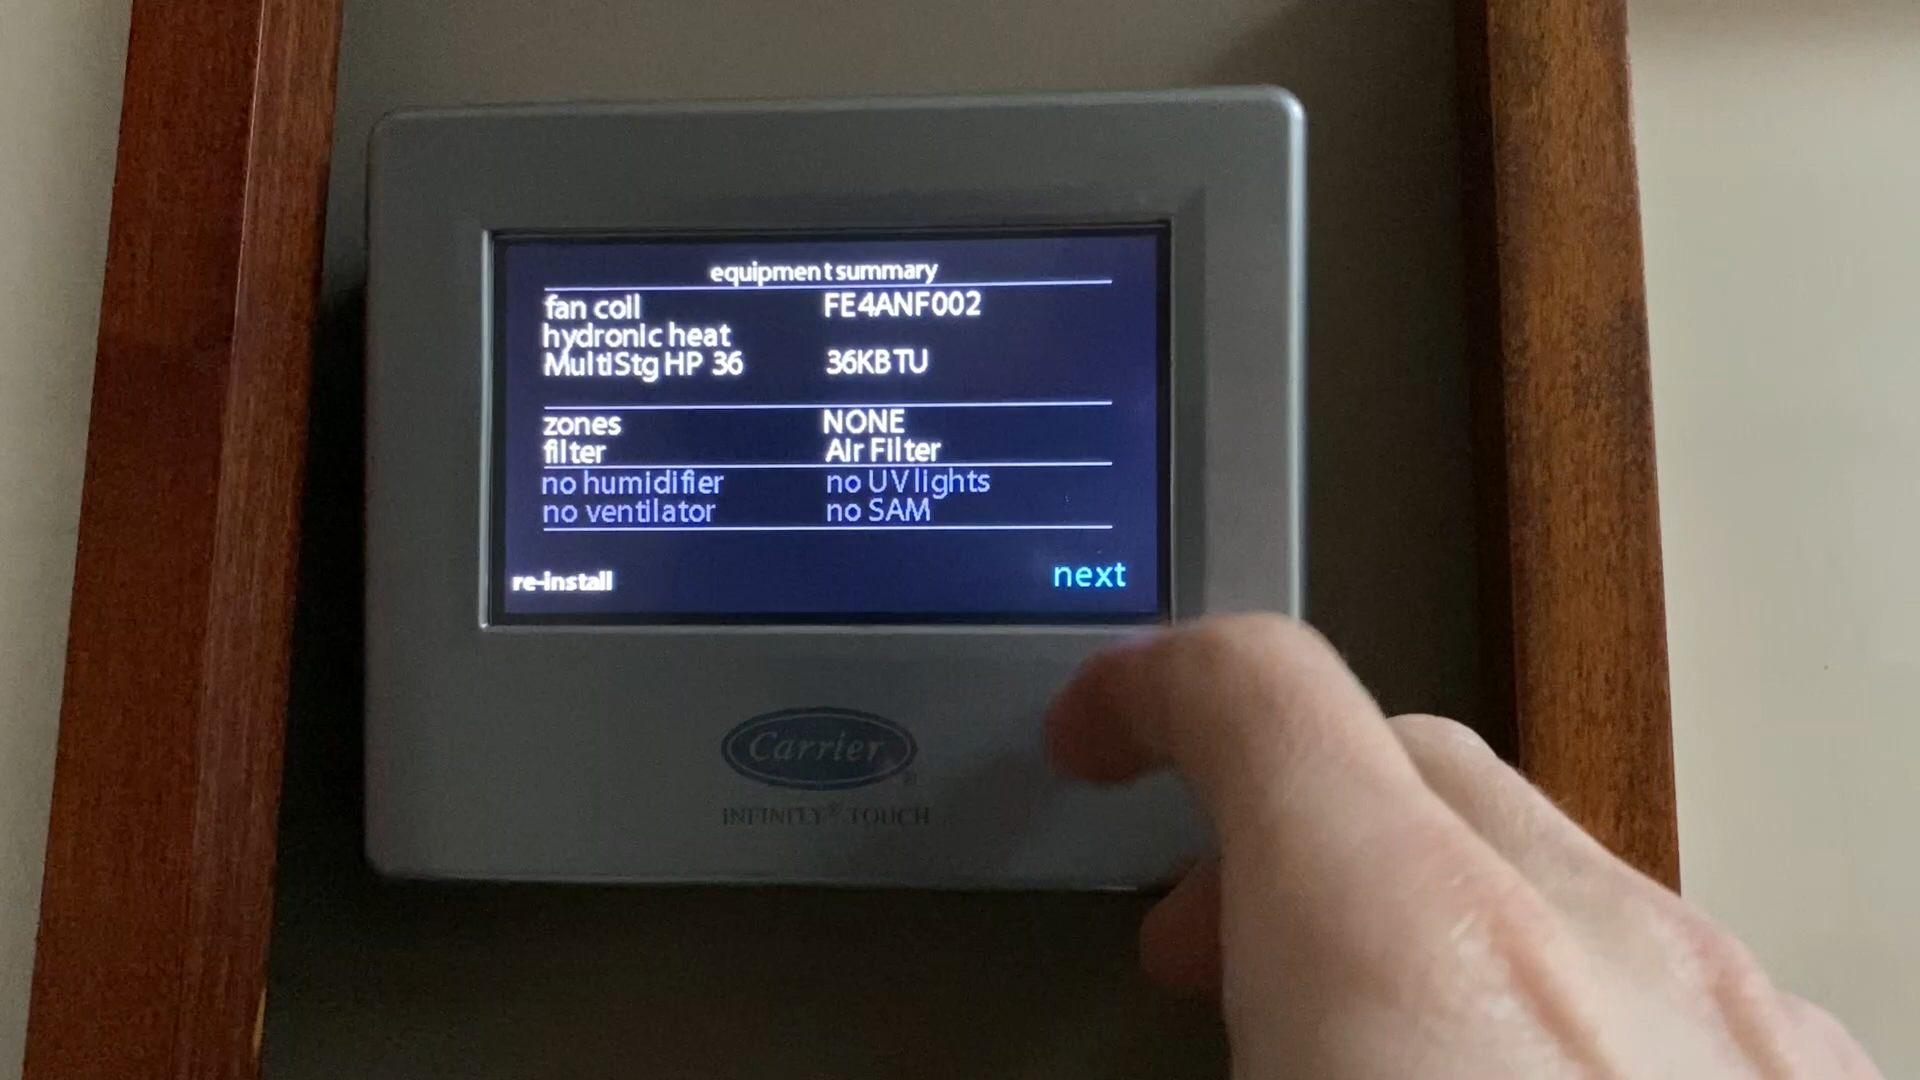 equipment summary
fan coil FE4ANF002
hydronic heat
MultiStg HP 36 36KBTU
zones NONE
filter Air Filter
no humidifier no UV lights
no ventilator no SAM
re-install next
Carrier ®
INFINITY® TOUCH